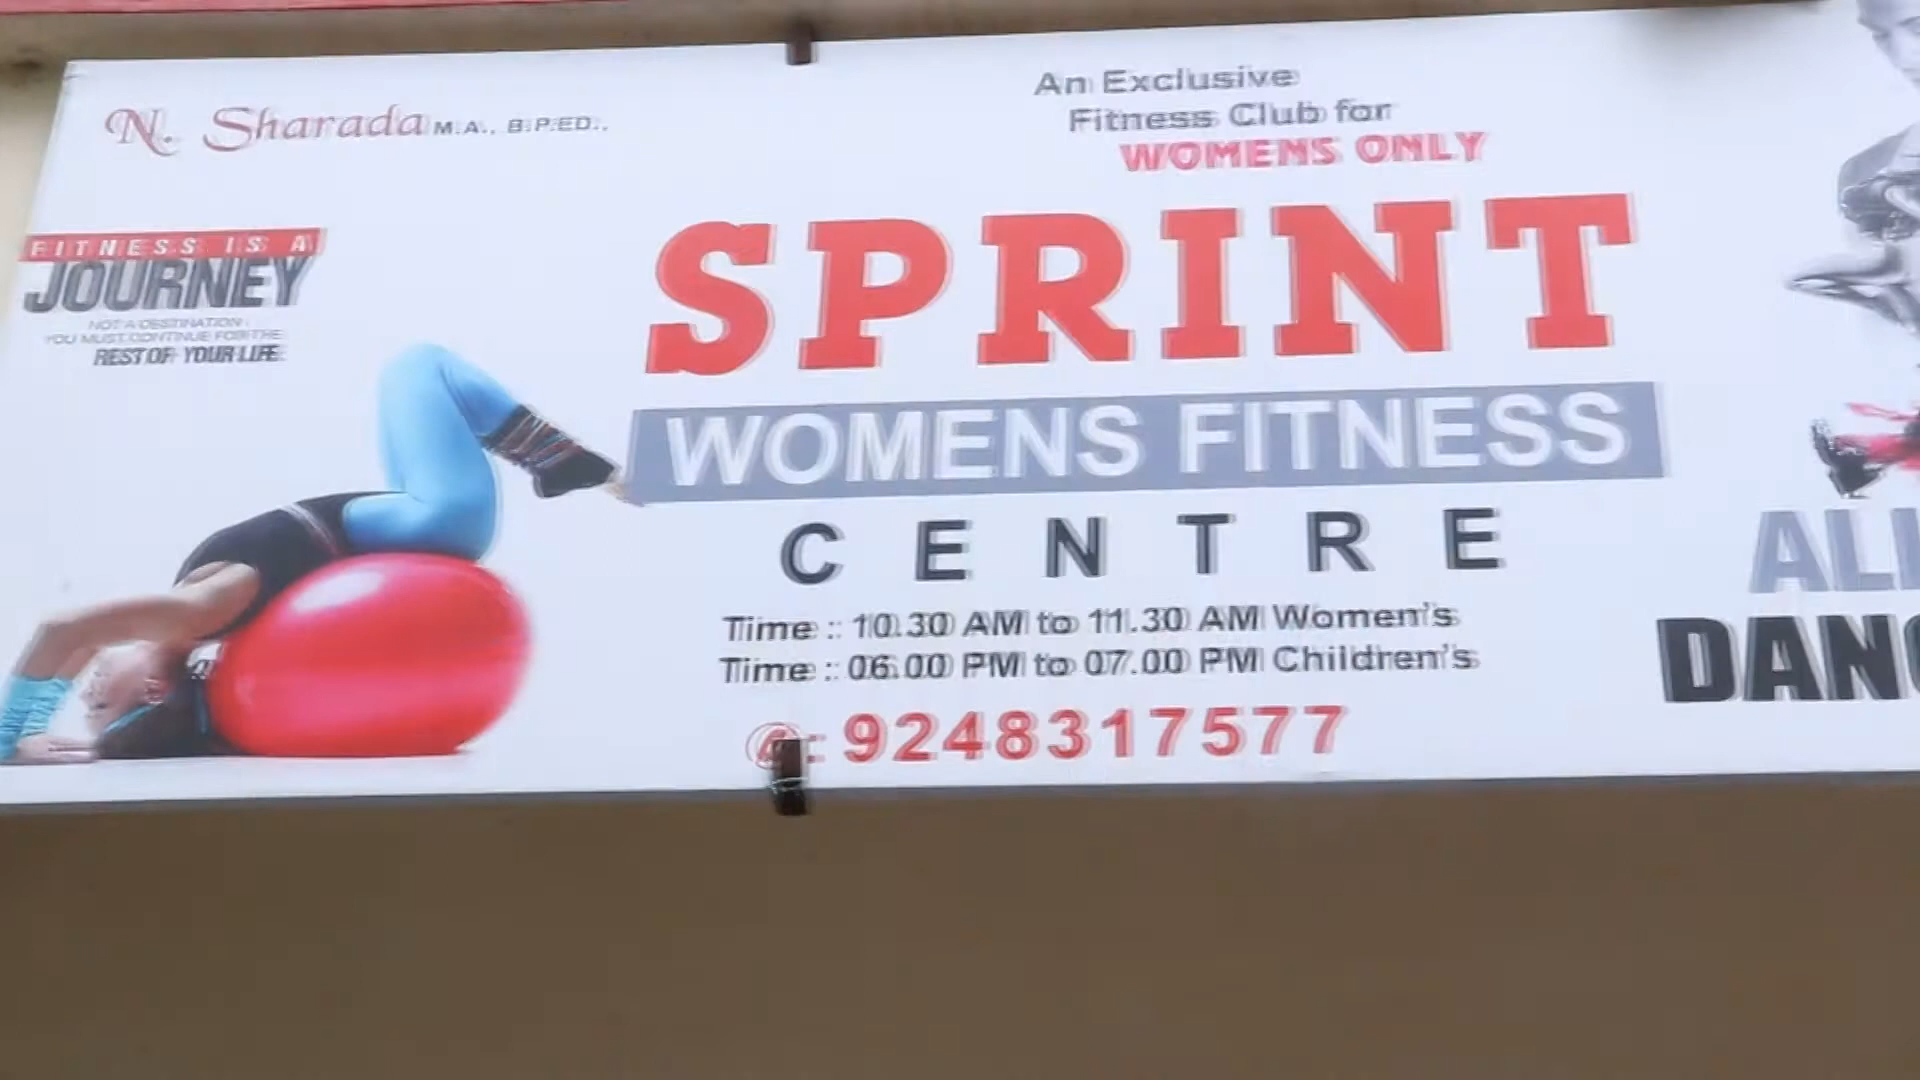 N. Sharada M.A., B.P.ED.,
An Exclusive
Fitness Club for
WOMENS ONLY
FITNESS IS A
JOURNEY
NOT A DESTINATION
YOU MUST CONTINUE FOR THE
REST OF YOUR LIFE
SPRINT
WOMENS FITNESS
CENTRE
Time : 10.30 AM to 11.30 AM Women's
Time : 06.00 PM to 07.00 PM Children's
: 9248317577